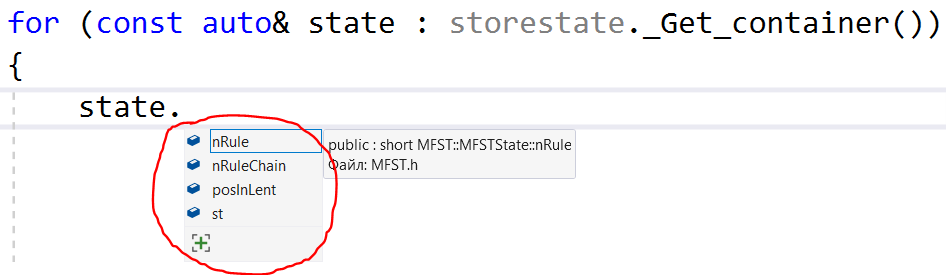 for (const auto& state : storestate._Get_container())
{
state.
nRule
public : short MFST::MFSTState::nRule
nRuleChain
Файл: MFST.h
posInLent
st